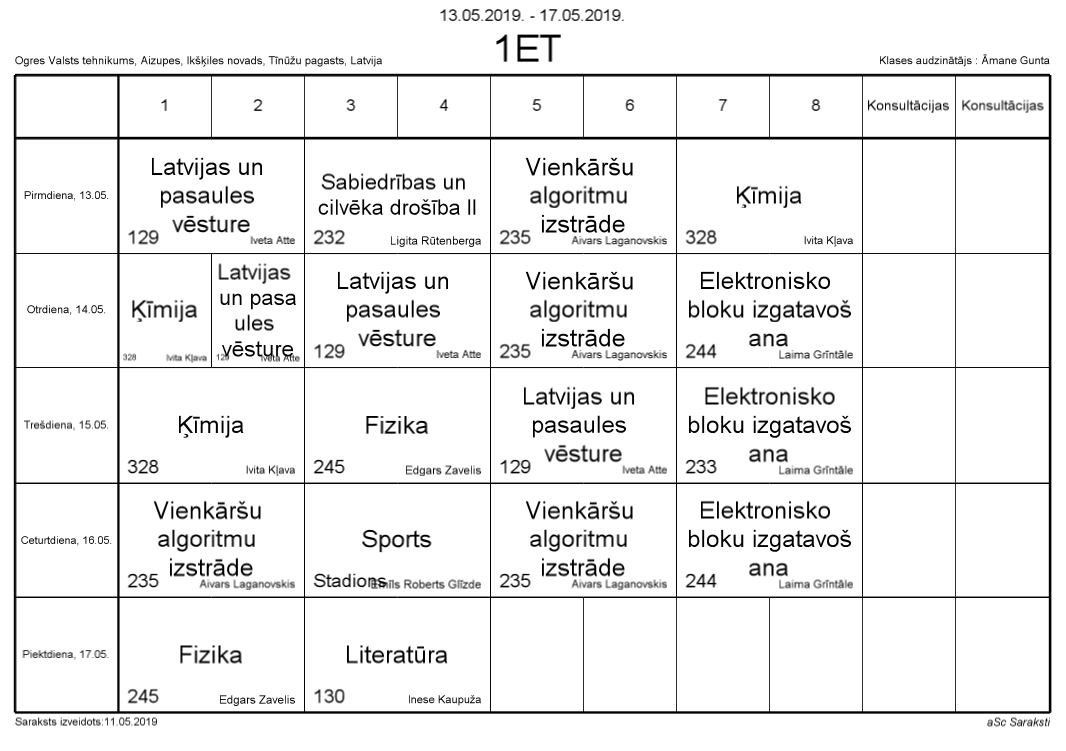 13.05.2019. - 17.05.2019.
1ET
Ogres Valsts tehnikums, Aizupes, Ikšķiles novads, Tīnūžu pagasts, Latvija
Klases audzinātājs : Āmane Gunta
1 2 3 4 5 6 7 8 Konsultācijas Konsultācijas
Pirmdiena, 13.05.
Latvijas un
pasaules
vēsture
129 Iveta Atte
Sabiedrības un
cilvēka drošība II
232 Ligita Rūtenberga
Vienkāršu
algoritmu
izstrāde
235 Aivars Laganovskis
Ķīmija
328 Ivita Kļava
Otrdiena, 14.05.
Ķīmija
328 Ivita Kļava
Latvijas
un pasa
ules
vēsture
129 Iveta Atte
Latvijas un
pasaules
vēsture
129 Iveta Atte
Vienkāršu
algoritmu
izstrāde
235 Aivars Laganovskis
Elektronisko
bloku izgatavoš
ana
244 Laima Grīntāle
Trešdiena, 15.05.
Ķīmija
328 Ivita Kļava
Fizika
245 Edgars Zavelis
Latvijas un
pasaules
vēsture
129 Iveta Atte
Elektronisko
bloku izgatavoš
ana
233 Laima Grīntāle
Ceturtdiena, 16.05.
Vienkāršu
algoritmu
izstrāde
235 Aivars Laganovskis
Sports
Stadions Emīls Roberts Glīzde
Vienkāršu
algoritmu
izstrāde
235 Aivars Laganovskis
Elektronisko
bloku izgatavoš
ana
244 Laima Grīntāle
Piektdiena, 17.05.
Fizika
245 Edgars Zavelis
Literatūra
130 Inese Kaupuža
Saraksts izveidots:11.05.2019
aSc Saraksti